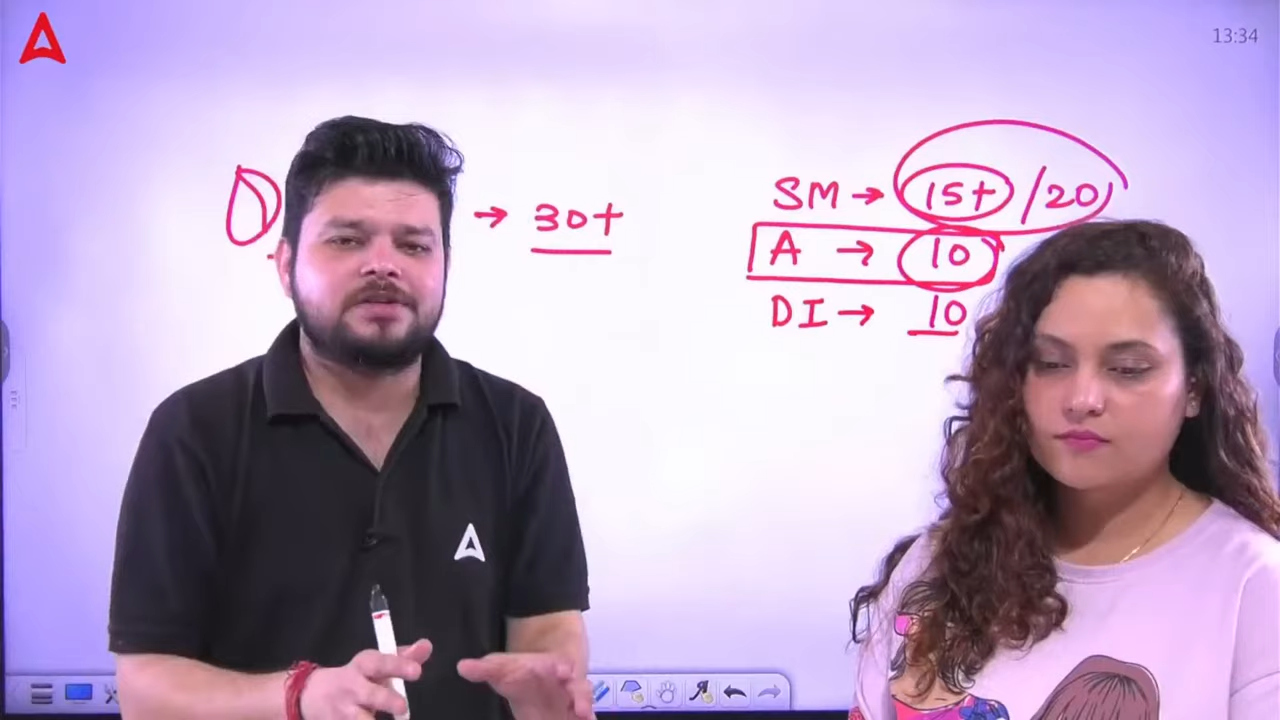 13:34
→ 30+
SM → 15+ /20
A → 10
DI → 10